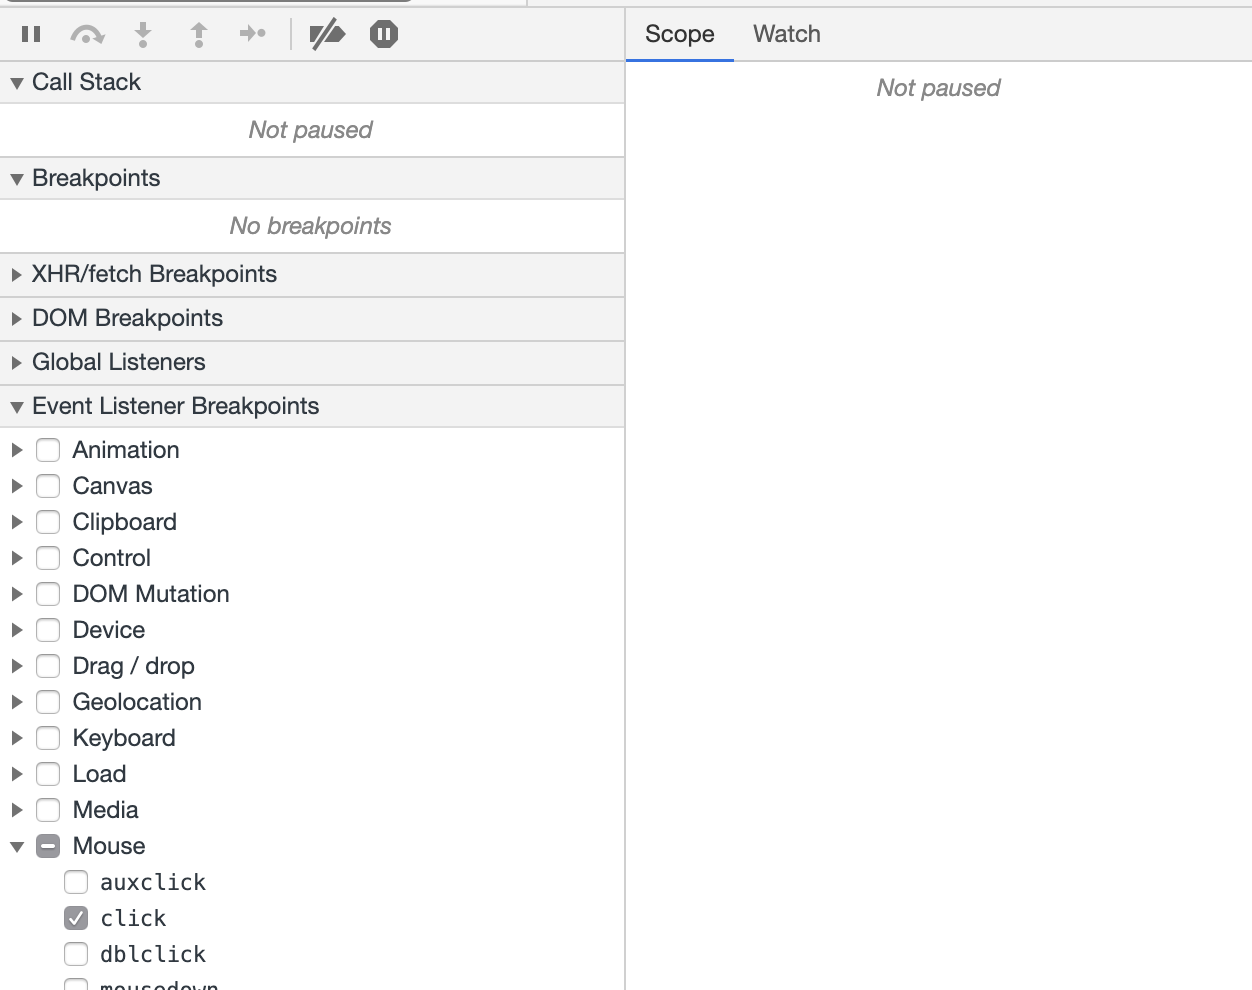 Scope Watch
Call Stack
Not paused
Not paused
Breakpoints
No breakpoints
XHR/fetch Breakpoints
DOM Breakpoints
Global Listeners
Event Listener Breakpoints
Animation
Canvas
Clipboard
Control
DOM Mutation
Device
Drag / drop
Geolocation
Keyboard
Load
Media
Mouse
auxclick
click
dblclick
mousedown